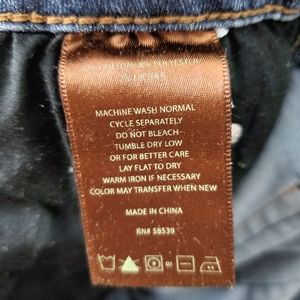 MACHINE WASH NORMAL
CYCLE SEPARATELY
DO NOT BLEACH
TUMBLE DRY LOW
OR FOR BETTER CARE
LAY FLAT TO DRY
WARM IRON IF NECESSARY
COLOR MAY TRANSFER WHEN NEW
MADE IN CHINA
RN# 58539